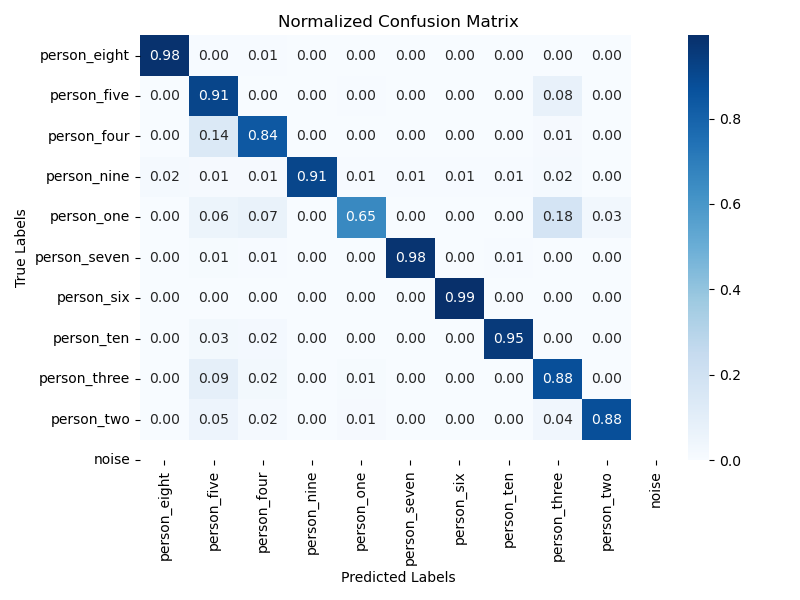 Normalized Confusion Matrix
person_eight 0.98 0.00 0.01 0.00 0.00 0.00 0.00 0.00 0.00 0.00
person_five 0.00 0.91 0.00 0.00 0.00 0.00 0.00 0.00 0.08 0.00
person_four 0.00 0.14 0.84 0.00 0.00 0.00 0.00 0.00 0.01 0.00
person_nine 0.02 0.01 0.01 0.91 0.01 0.01 0.01 0.01 0.02 0.00
person_one 0.00 0.06 0.07 0.00 0.65 0.00 0.00 0.00 0.18 0.03
person_seven 0.00 0.01 0.01 0.00 0.00 0.98 0.00 0.01 0.00 0.00
person_six 0.00 0.00 0.00 0.00 0.00 0.00 0.99 0.00 0.00 0.00
person_ten 0.00 0.03 0.02 0.00 0.00 0.00 0.00 0.95 0.00 0.00
person_three 0.00 0.09 0.02 0.00 0.01 0.00 0.00 0.00 0.88 0.00
person_two 0.00 0.05 0.02 0.00 0.01 0.00 0.00 0.00 0.04 0.88
noise
True Labels
person_eight person_five person_four person_nine person_one person_seven person_six person_ten person_three person_two noise
Predicted Labels
0.8
0.6
0.4
0.2
0.0